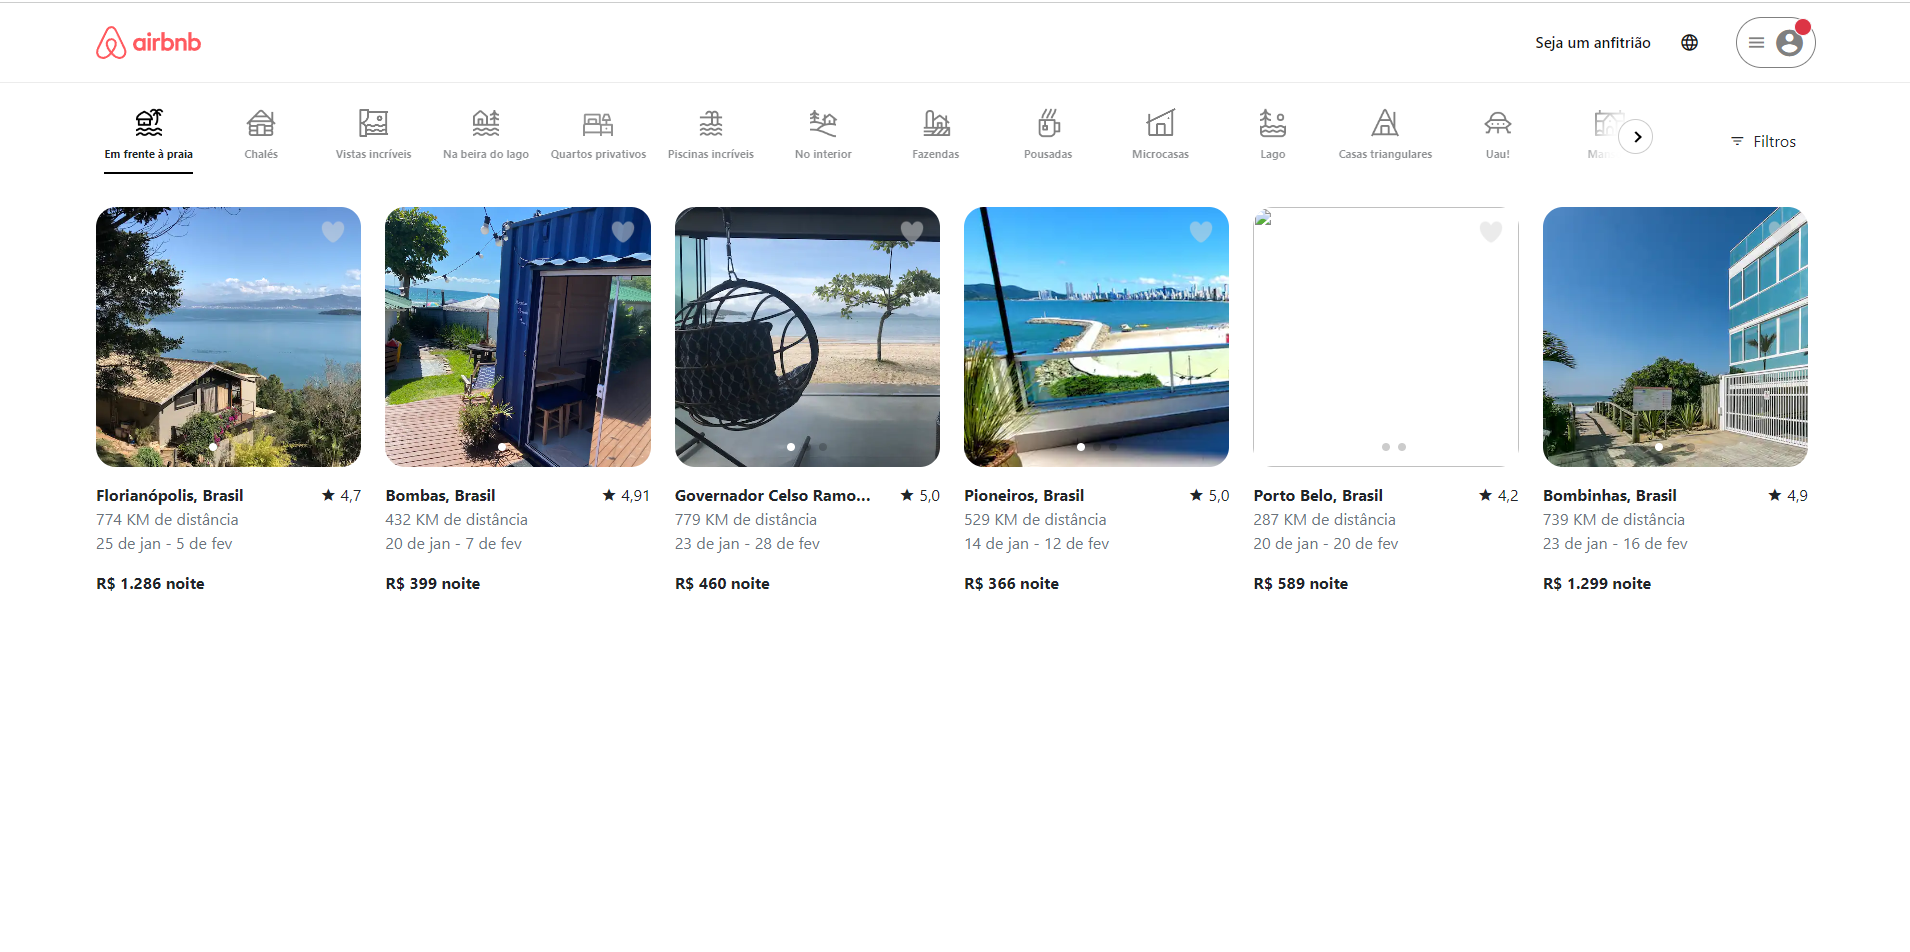 airbnb
Seja um anfitrião
Em frente à praia
Chalés
Vistas incríveis
Na beira do lago
Quartos privativos
Piscinas incríveis
No interior
Fazendas
Pousadas
Microcasas
Lago
Casas triangulares
Uau!
Filtros
Florianópolis, Brasil
4,7
774 KM de distância
25 de jan - 5 de fev
R$ 1.286 noite
Bombas, Brasil
4,91
432 KM de distância
20 de jan - 7 de fev
R$ 399 noite
Governador Celso Ramo...
5,0
779 KM de distância
23 de jan - 28 de fev
R$ 460 noite
Pioneiros, Brasil
5,0
529 KM de distância
14 de jan - 12 de fev
R$ 366 noite
Porto Belo, Brasil
4,2
287 KM de distância
20 de jan - 20 de fev
R$ 589 noite
Bombinhas, Brasil
4,9
739 KM de distância
23 de jan - 16 de fev
R$ 1.299 noite